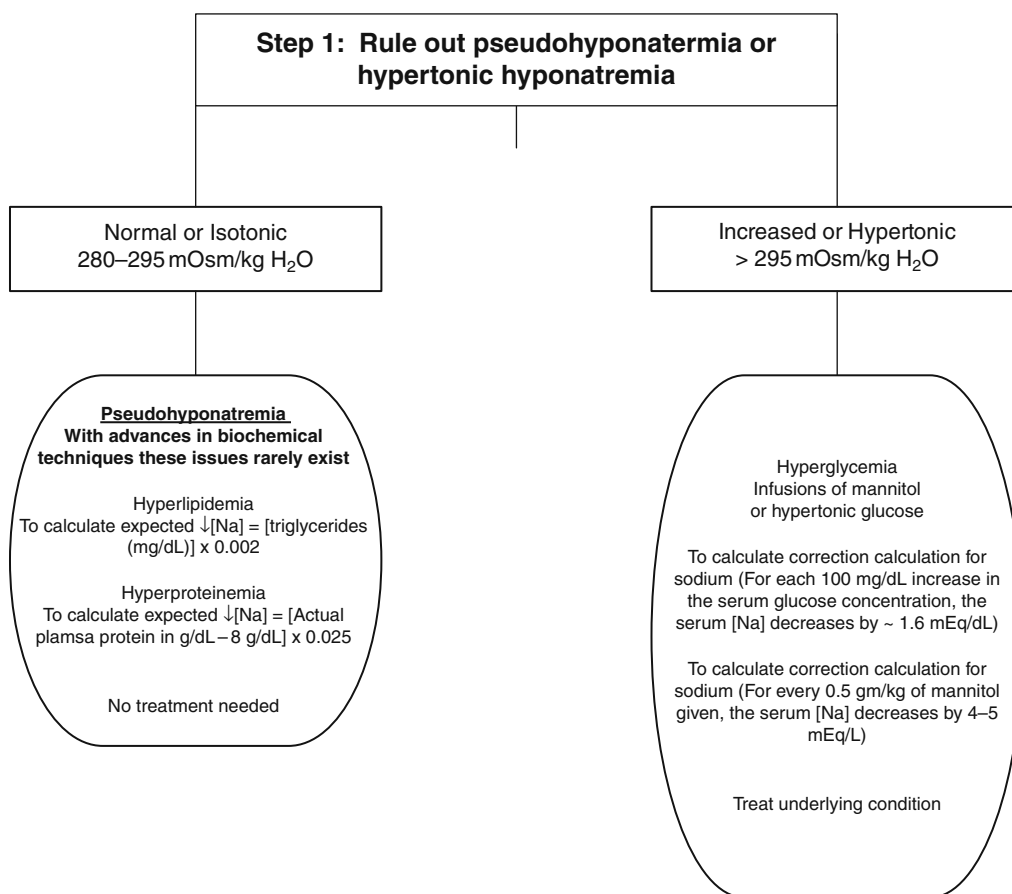 Step 1: Rule out pseudohyponatermia or
hypertonic hyponatremia
Normal or Isotonic
280–295 mOsm/kg H₂O
Increased or Hypertonic
> 295 mOsm/kg H₂O
Pseudohyponatremia
With advances in biochemical
techniques these issues rarely exist
Hyperlipidemia
To calculate expected ↓[Na] = [triglycerides
(mg/dL)] x 0.002
Hyperproteinemia
To calculate expected ↓[Na] = [Actual
plamsa protein in g/dL – 8 g/dL] x 0.025
No treatment needed
Hyperglycemia
Infusions of mannitol
or hypertonic glucose
To calculate correction calculation for
sodium (For each 100 mg/dL increase in
the serum glucose concentration, the
serum [Na] decreases by ~ 1.6 mEq/dL)
To calculate correction calculation for
sodium (For every 0.5 gm/kg of mannitol
given, the serum [Na] decreases by 4–5
mEq/L)
Treat underlying condition